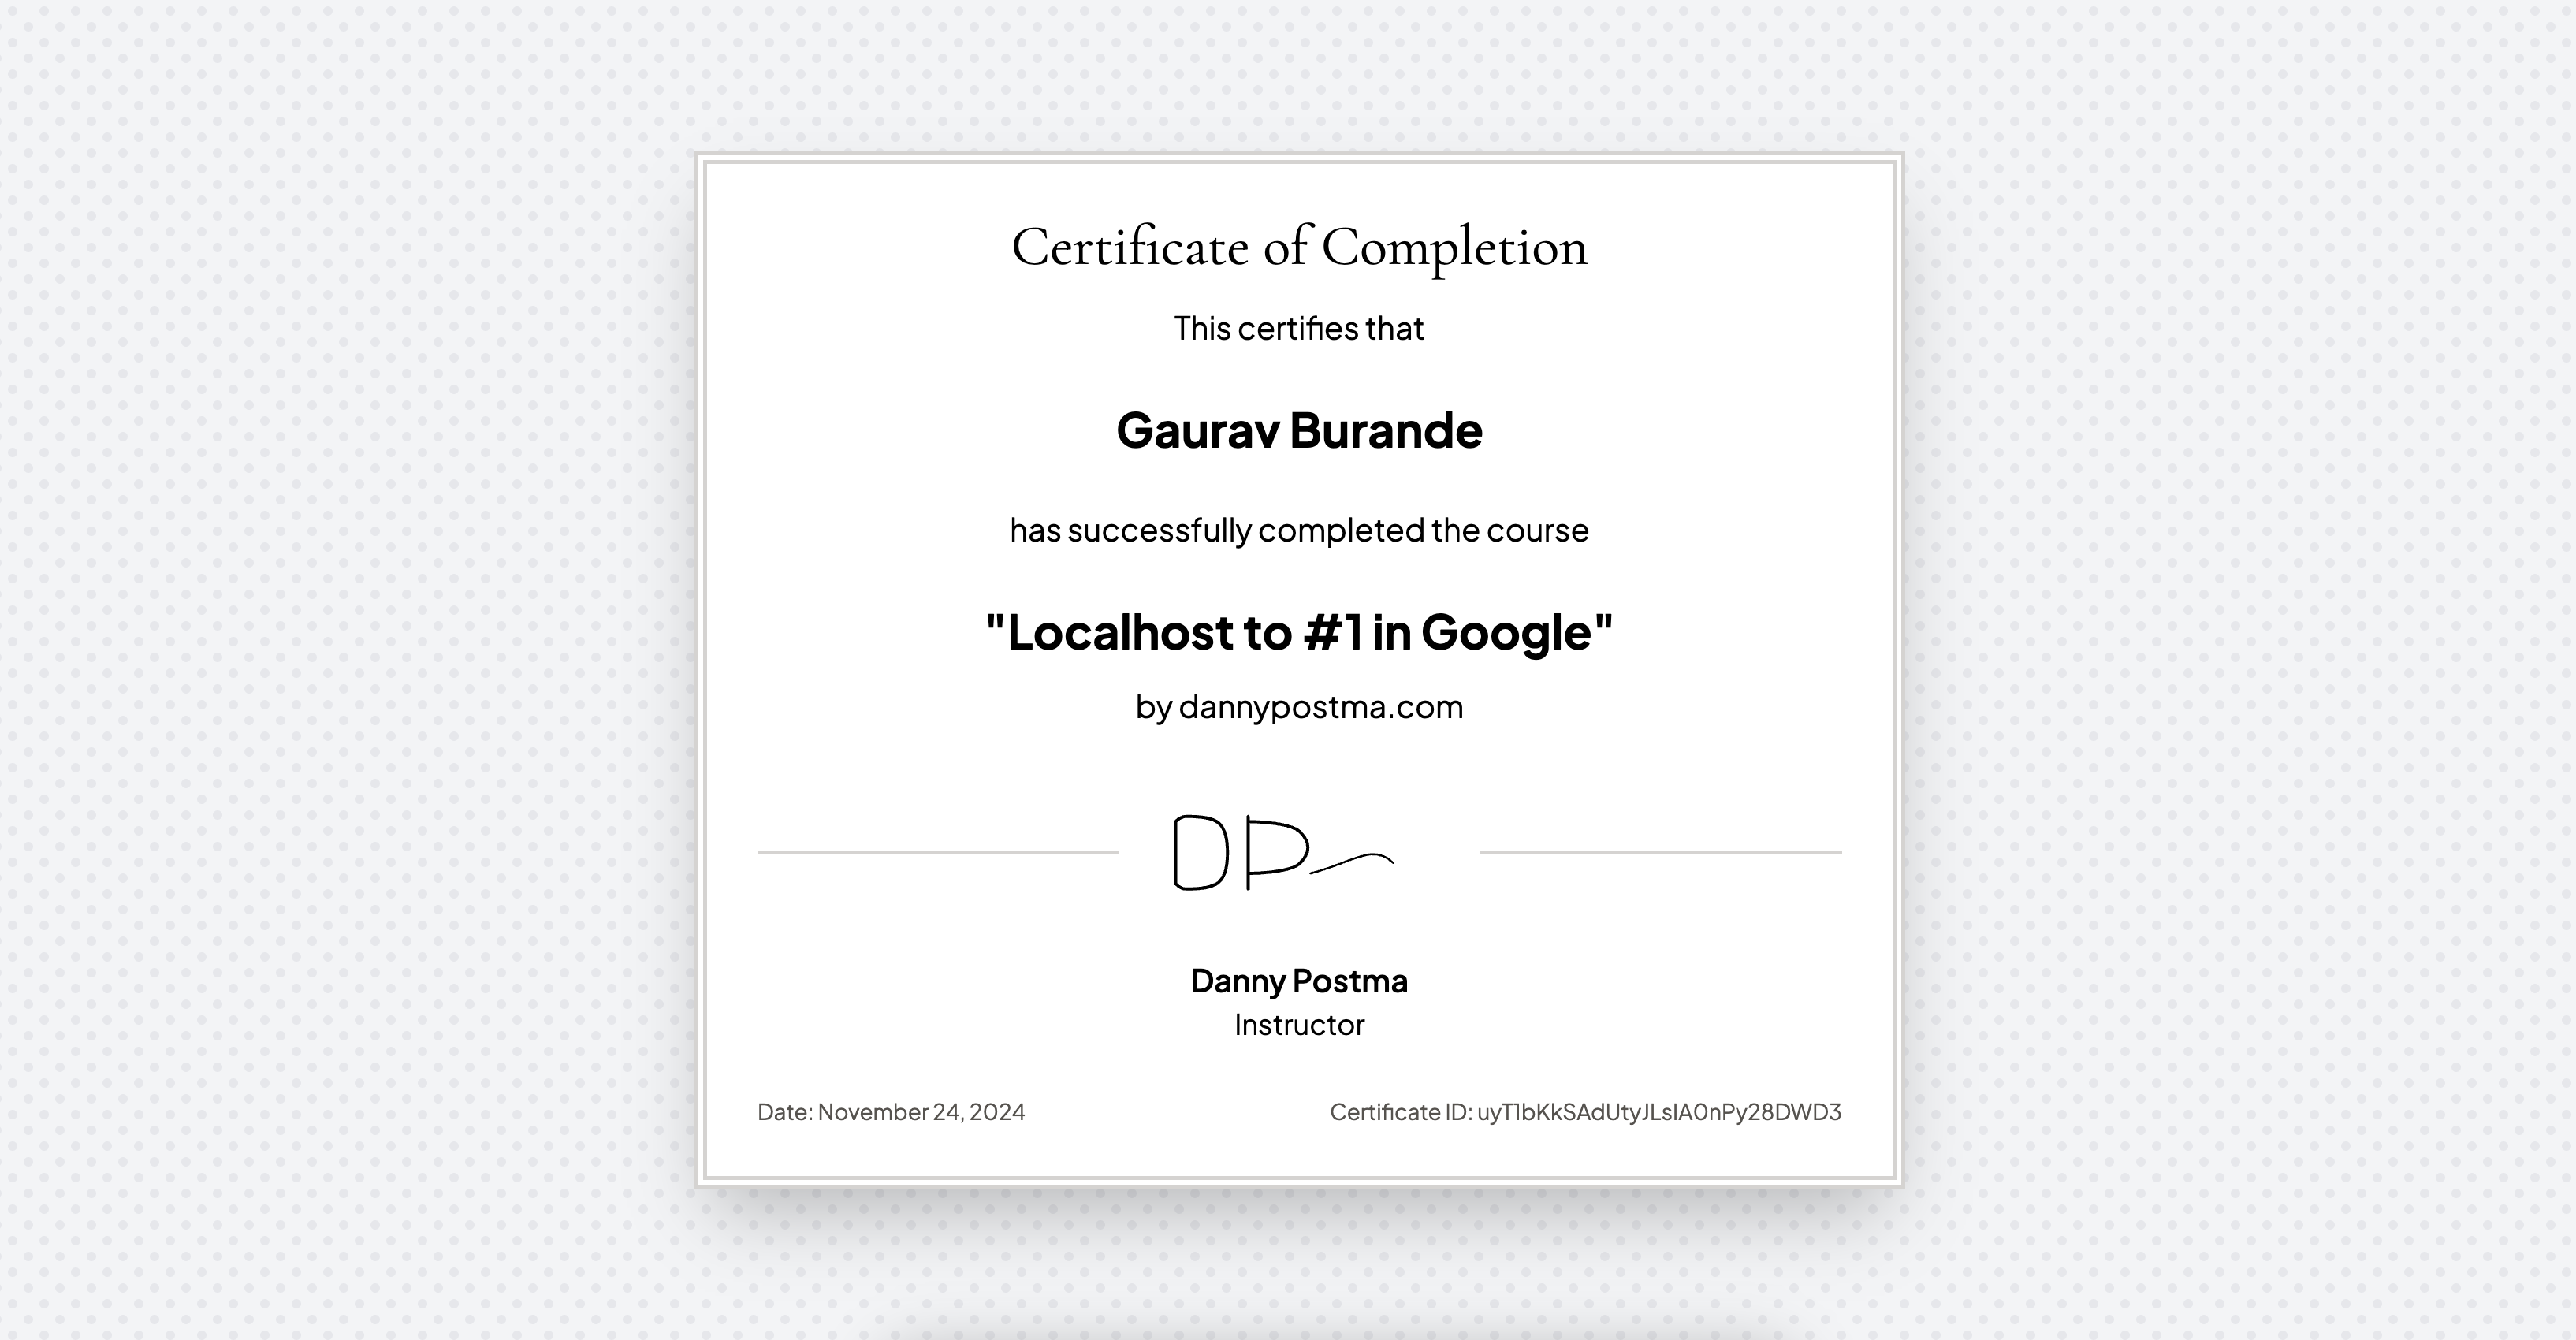 Certificate of Completion
This certifies that
Gaurav Burande
has successfully completed the course
"Localhost to #1 in Google"
by dannypostma.com
DP
Danny Postma
Instructor
Date: November 24, 2024
Certificate ID: uyT1bKkSAdUtyJLsIA0nPy28DWD3